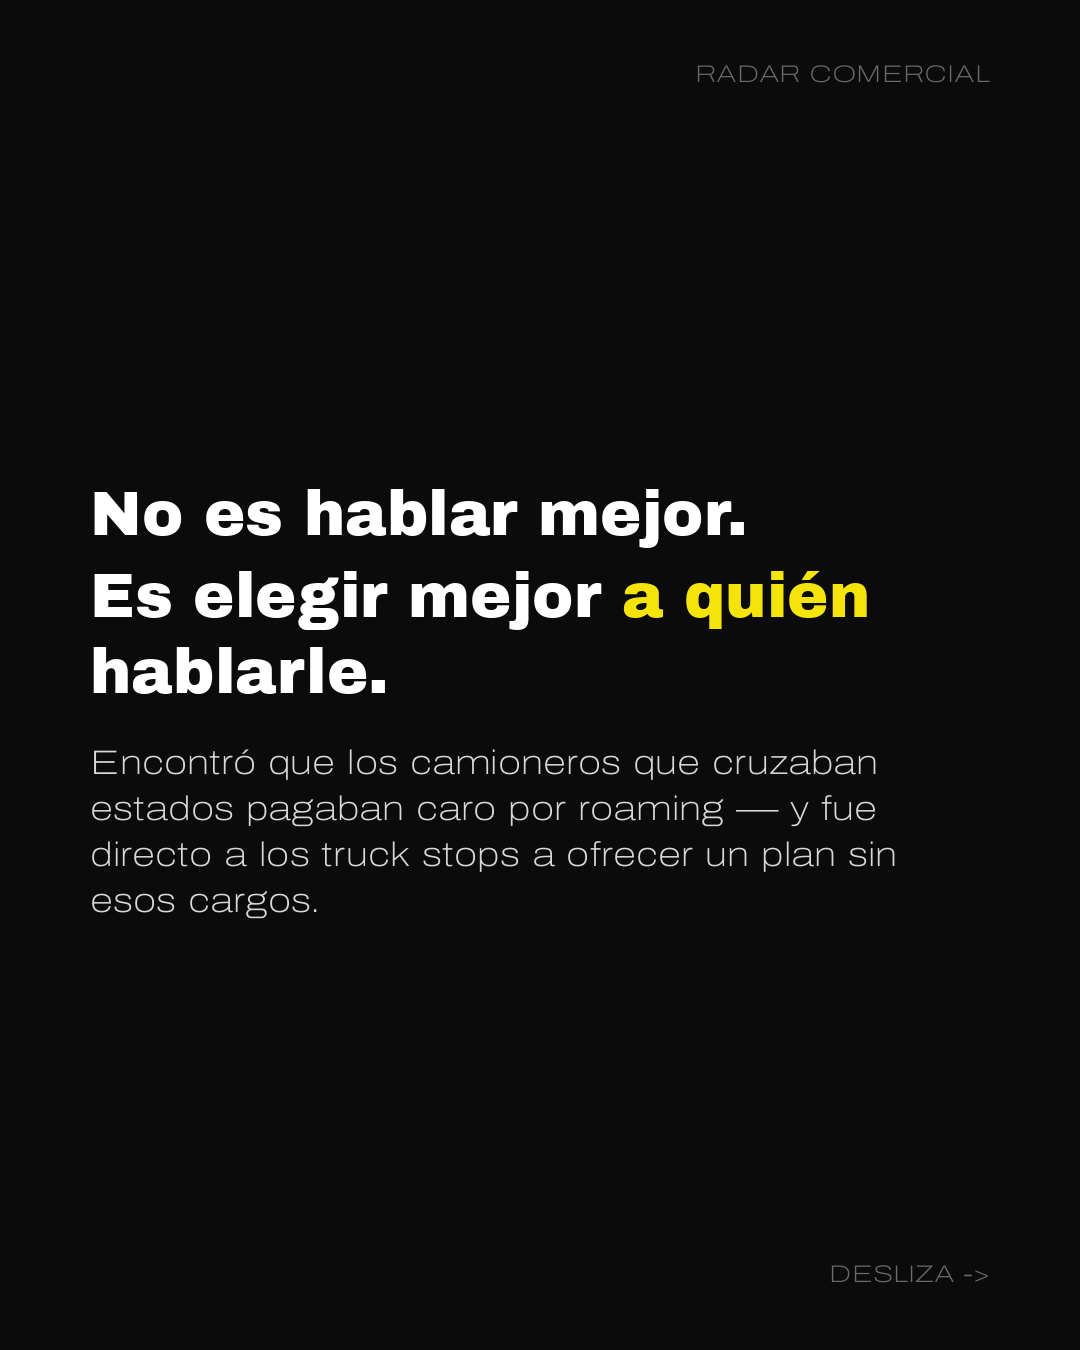 RADAR COMERCIAL
No es hablar mejor.
Es elegir mejor a quién
hablarle.
Encontró que los camioneros que cruzaban
estados pagaban caro por roaming — y fue
directo a los truck stops a ofrecer un plan sin
esos cargos.
DESLIZA ->